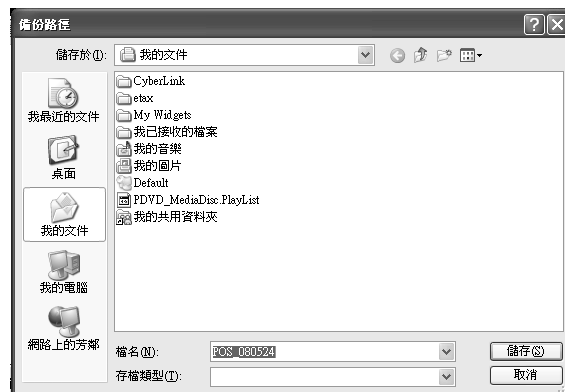 備份路徑
儲存於(I): 我的文件
我最近的文件
桌面
我的文件
我的電腦
網路上的芳鄰
CyberLink
etax
My Widgets
我已接收的檔案
我的音樂
我的圖片
Default
PDVD_MediaDisc.PlayList
我的共用資料夾
檔名(N): POS_080524 儲存(S)
存檔類型(T): 取消